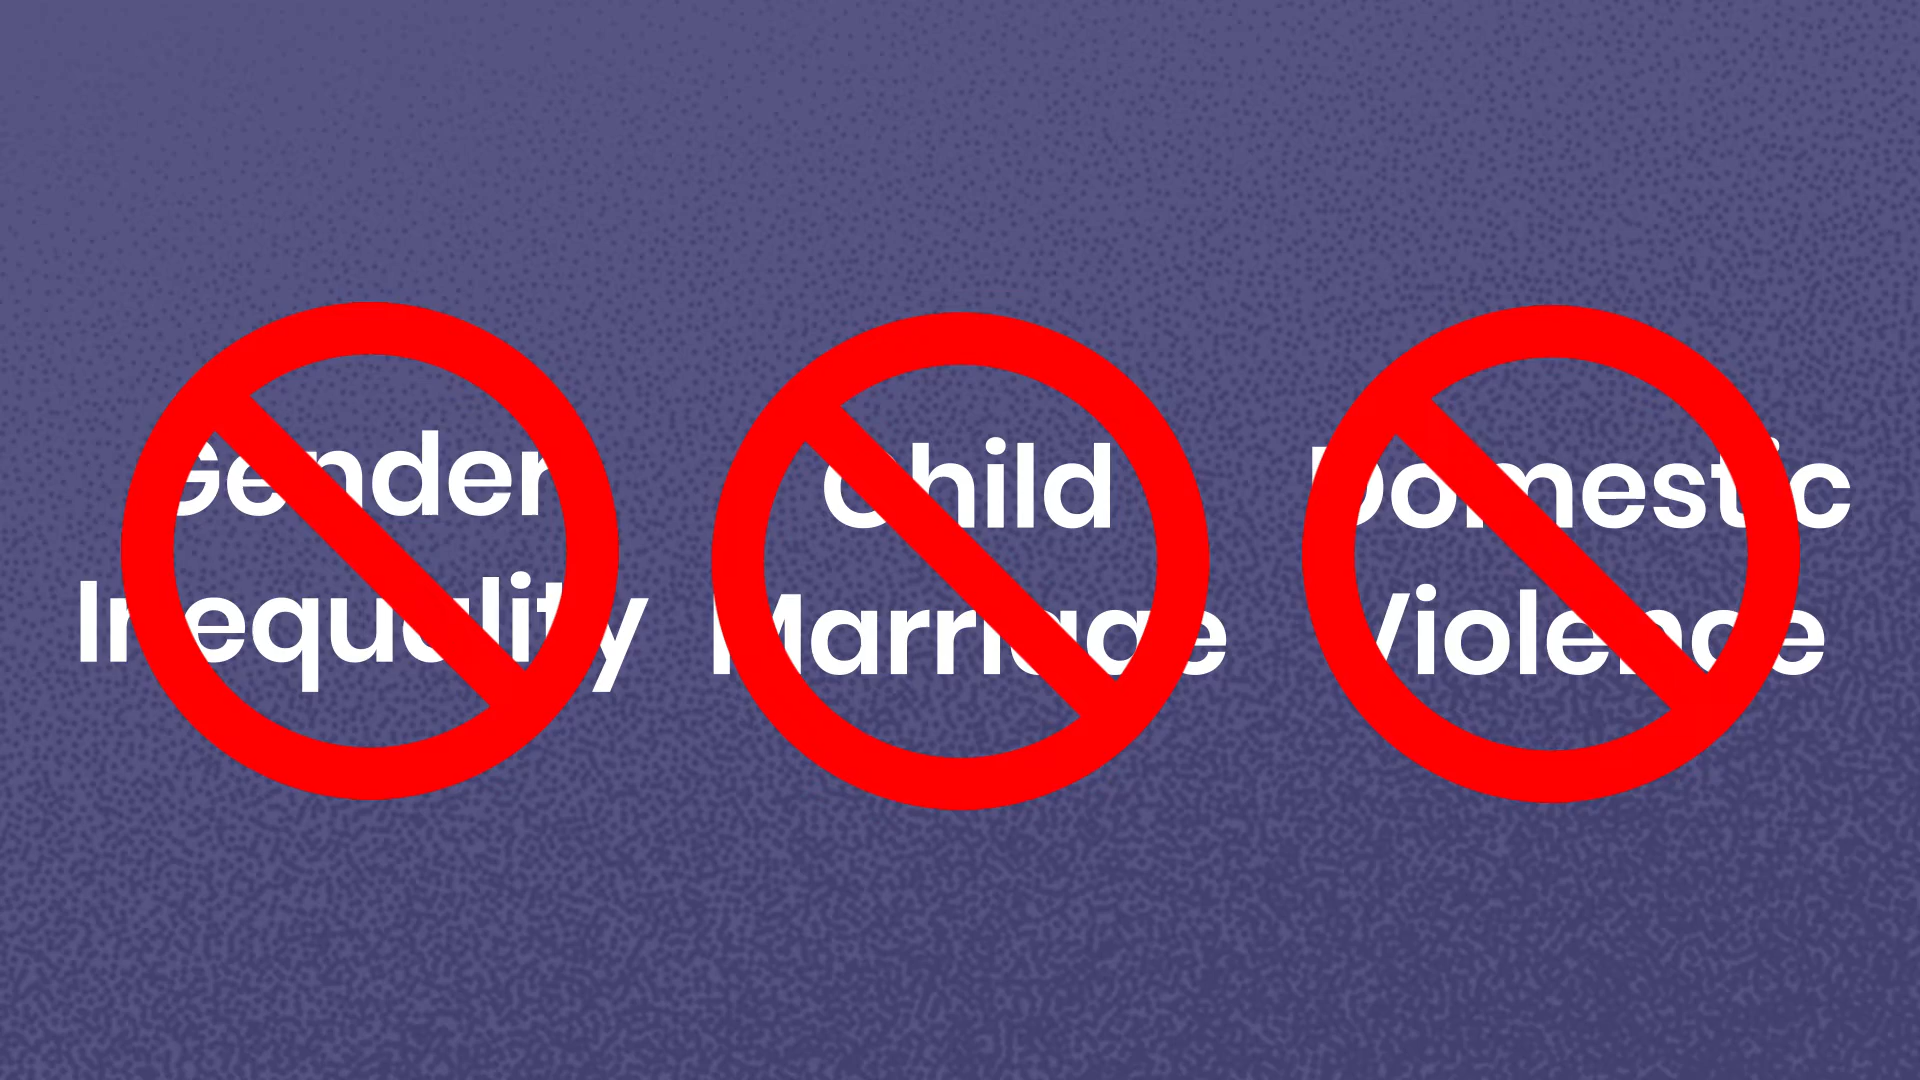 Gender
Inequality
Child
Marriage
Domestic
Violence